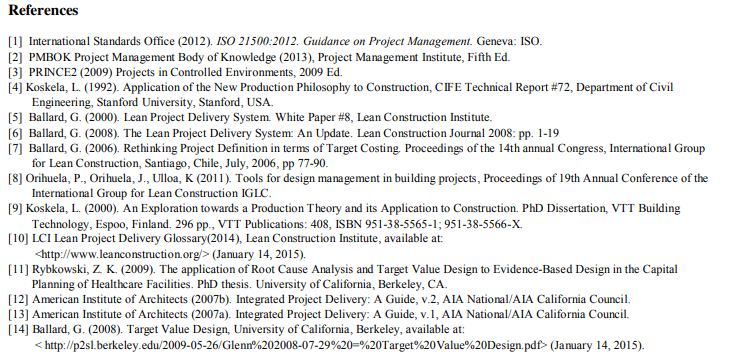 References
[1] International Standards Office (2012). ISO 21500:2012. Guidance on Project Management. Geneva: ISO.
[2] PMBOK Project Management Body of Knowledge (2013), Project Management Institute, Fifth Ed.
[3] PRINCE2 (2009) Projects in Controlled Environments, 2009 Ed.
[4] Koskela, L. (1992). Application of the New Production Philosophy to Construction, CIFE Technical Report #72, Department of Civil
Engineering, Stanford University, Stanford, USA.
[5] Ballard, G. (2000). Lean Project Delivery System. White Paper #8, Lean Construction Institute.
[6] Ballard, G. (2008). The Lean Project Delivery System: An Update. Lean Construction Journal 2008: pp. 1-19
[7] Ballard, G. (2006). Rethinking Project Definition in terms of Target Costing. Proceedings of the 14th annual Congress, International Group
for Lean Construction, Santiago, Chile, July, 2006, pp 77-90.
[8] Orihuela, P., Orihuela, J., Ulloa, K (2011). Tools for design management in building projects, Proceedings of 19th Annual Conference of the
International Group for Lean Construction IGLC.
[9] Koskela, L. (2000). An Exploration towards a Production Theory and its Application to Construction. PhD Dissertation, VTT Building
Technology, Espoo, Finland. 296 pp., VTT Publications: 408, ISBN 951-38-5565-1; 951-38-5566-X.
[10] LCI Lean Project Delivery Glossary(2014), Lean Construction Institute, available at:
<http://www.leanconstruction.org/> (January 14, 2015).
[11] Rybkowski, Z. K. (2009). The application of Root Cause Analysis and Target Value Design to Evidence-Based Design in the Capital
Planning of Healthcare Facilities. PhD thesis. University of California, Berkeley, CA.
[12] American Institute of Architects (2007b). Integrated Project Delivery: A Guide, v.2, AIA National/AIA California Council.
[13] American Institute of Architects (2007a). Integrated Project Delivery: A Guide, v.1, AIA National/AIA California Council.
[14] Ballard, G. (2008). Target Value Design, University of California, Berkeley, available at:
< http://p2sl.berkeley.edu/2009-05-26/Glenn%202008-07-29%20=%20Target%20Value%20Design.pdf> (January 14, 2015).